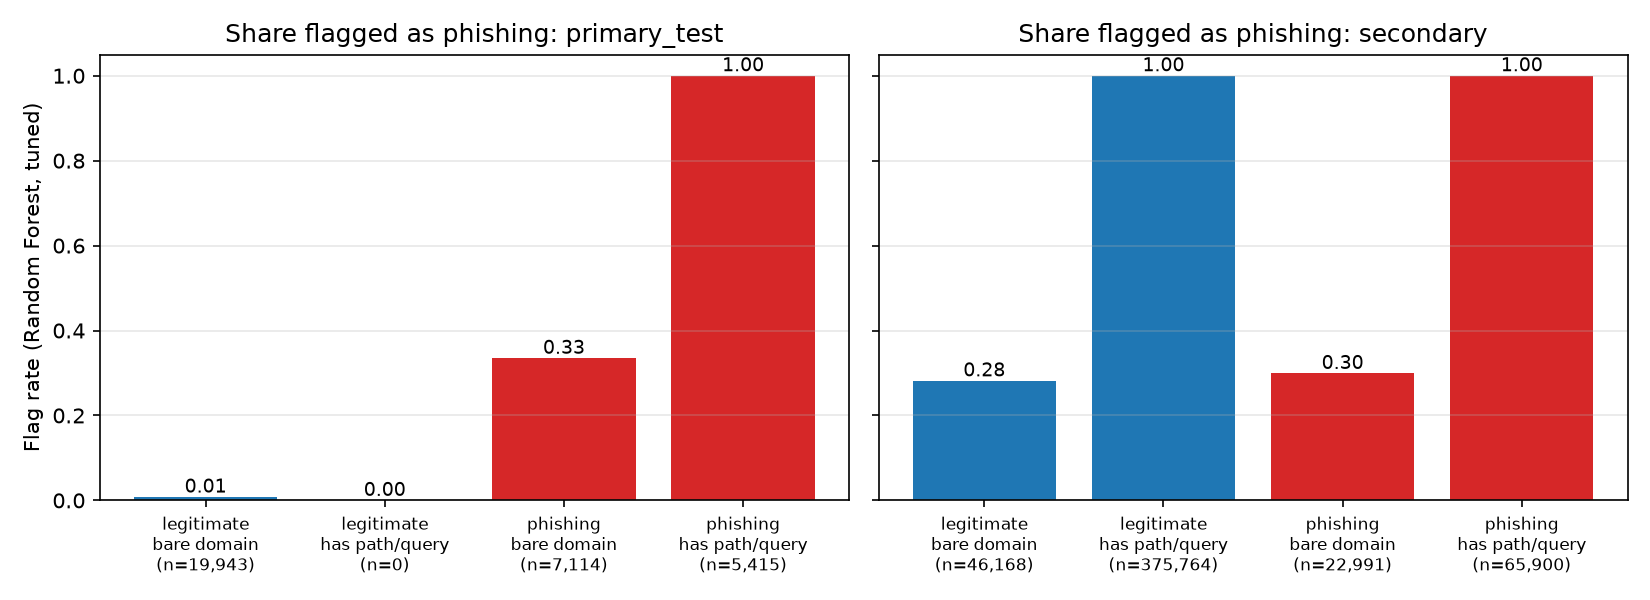 Share flagged as phishing: primary_test
Flag rate (Random Forest, tuned)
1.0
0.8
0.6
0.4
0.2
0.0
0.01
0.00
0.33
1.00
legitimate
bare domain
(n=19,943)
legitimate
has path/query
(n=0)
phishing
bare domain
(n=7,114)
phishing
has path/query
(n=5,415)
Share flagged as phishing: secondary
0.28
1.00
0.30
1.00
legitimate
bare domain
(n=46,168)
legitimate
has path/query
(n=375,764)
phishing
bare domain
(n=22,991)
phishing
has path/query
(n=65,900)